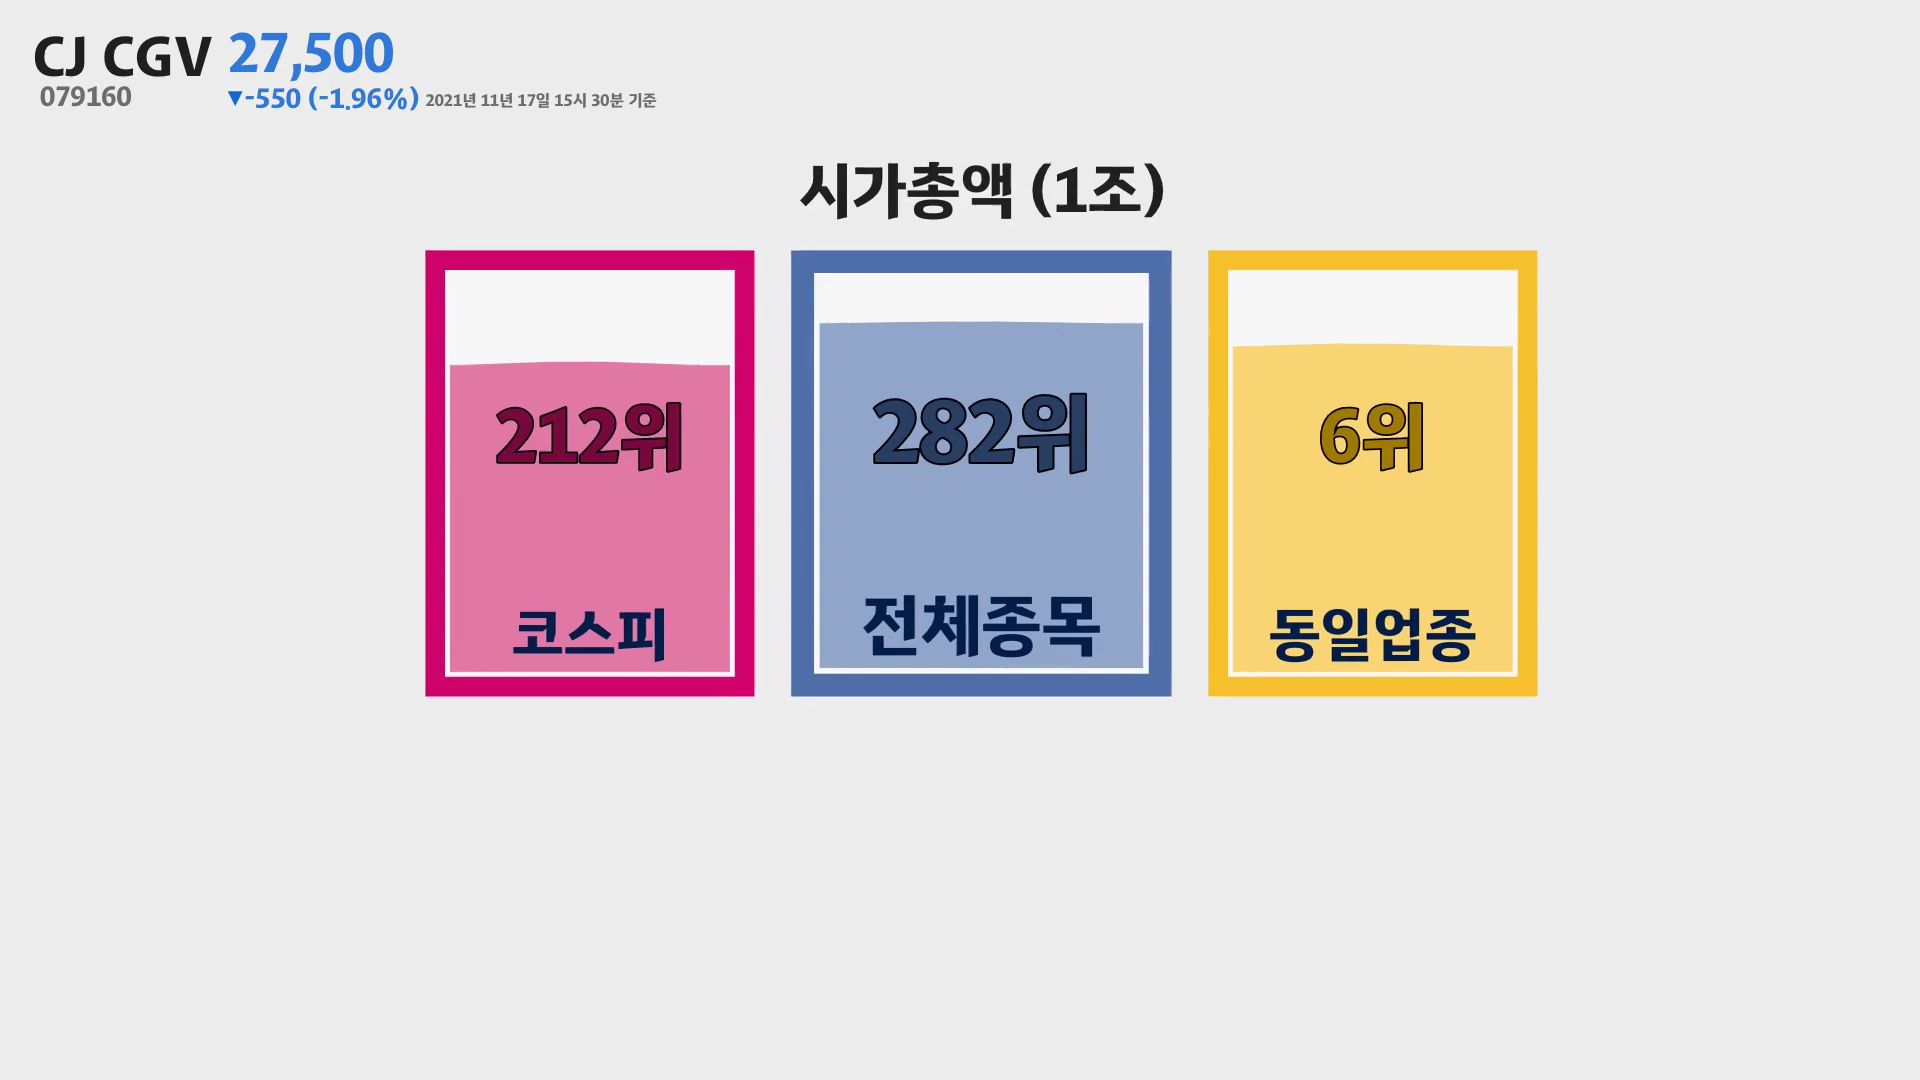 CJ CGV 27,500
079160 ▼-550 (-1.96%) 2021년 11년 17일 15시 30분 기준
시가총액 (1조)
212위 282위 6위
코스피 전체종목 동일업종